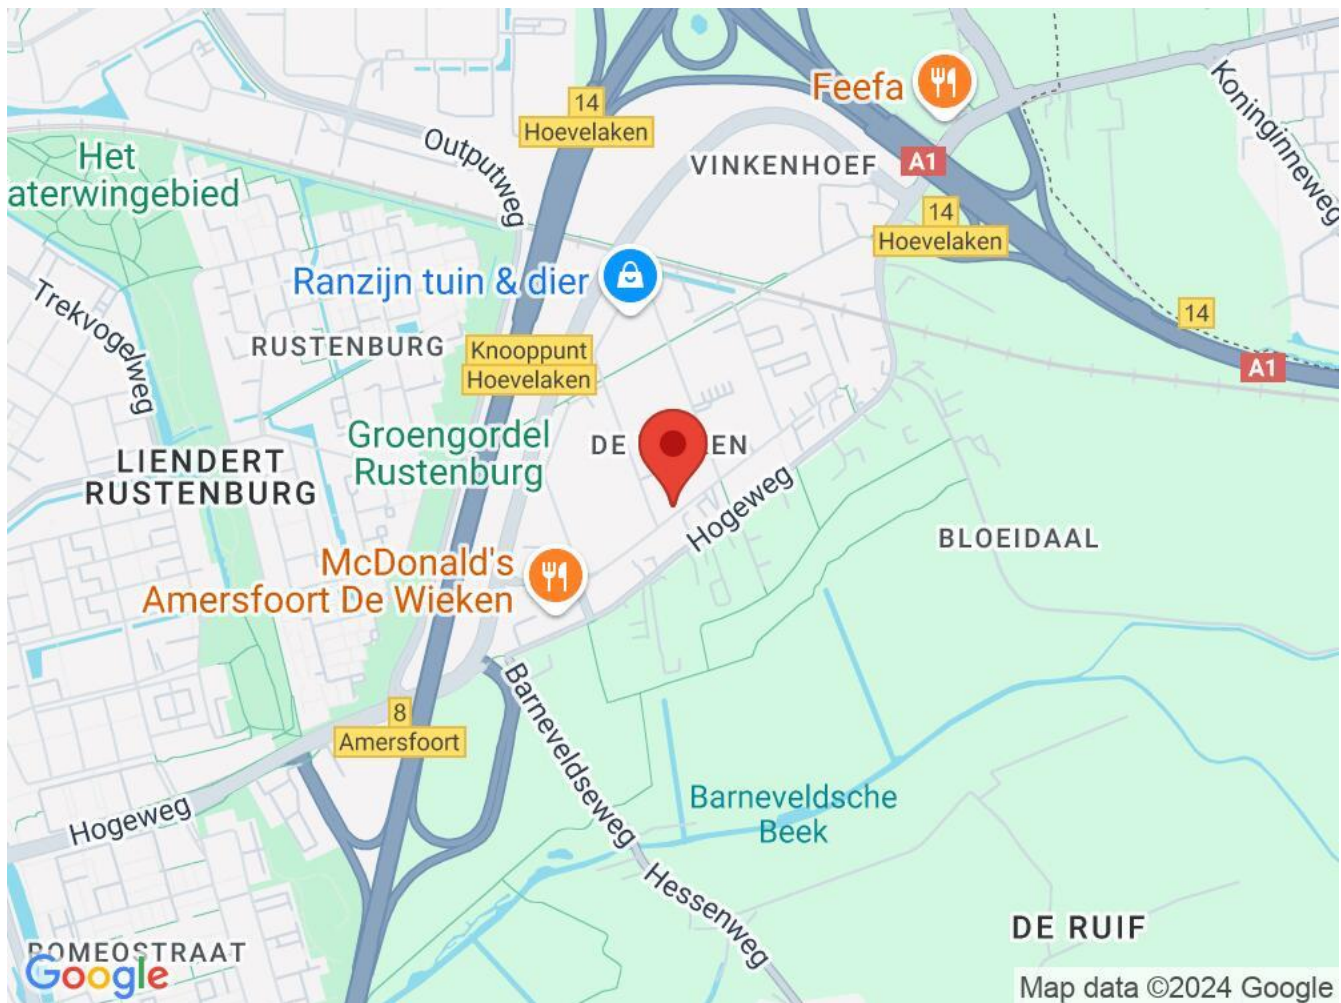 Feefa
14
Hoevelaken
Koninginneweg
Outputweg
Het
aterwingebied
VINKENHOEF
A1
14
Hoevelaken
Ranzijn tuin & dier
Trekvogelweg
14
RUSTENBURG
Knooppunt
Hoevelaken
A1
Groengordel
Rustenburg
DE
EN
LIENDERT
RUSTENBURG
Hogeweg
BLOEIDAAL
McDonald's
Amersfoort De Wieken
Barneveldseweg
8
Amersfoort
Hogeweg
Barneveldsche
Beek
Hessenweg
DE RUIF
ROMEOSTRAAT
Google
Map data ©2024 Google